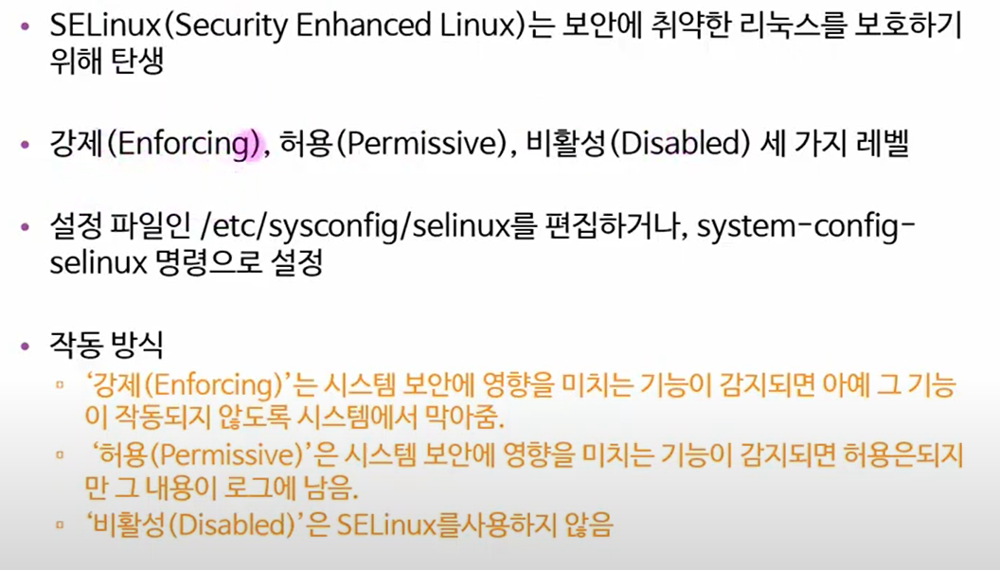 • SELinux(Security Enhanced Linux)는 보안에 취약한 리눅스를 보호하기
위해 탄생
• 강제(Enforcing), 허용(Permissive), 비활성(Disabled) 세 가지 레벨
• 설정 파일인 /etc/sysconfig/selinux를 편집하거나, system-config-
selinux 명령으로 설정
• 작동 방식
▫ ‘강제(Enforcing)’는 시스템 보안에 영향을 미치는 기능이 감지되면 아예 그 기능
이 작동되지 않도록 시스템에서 막아줌.
▫ ‘허용(Permissive)’은 시스템 보안에 영향을 미치는 기능이 감지되면 허용은되지
만 그 내용이 로그에 남음.
▫ ‘비활성(Disabled)’은 SELinux를사용하지 않음